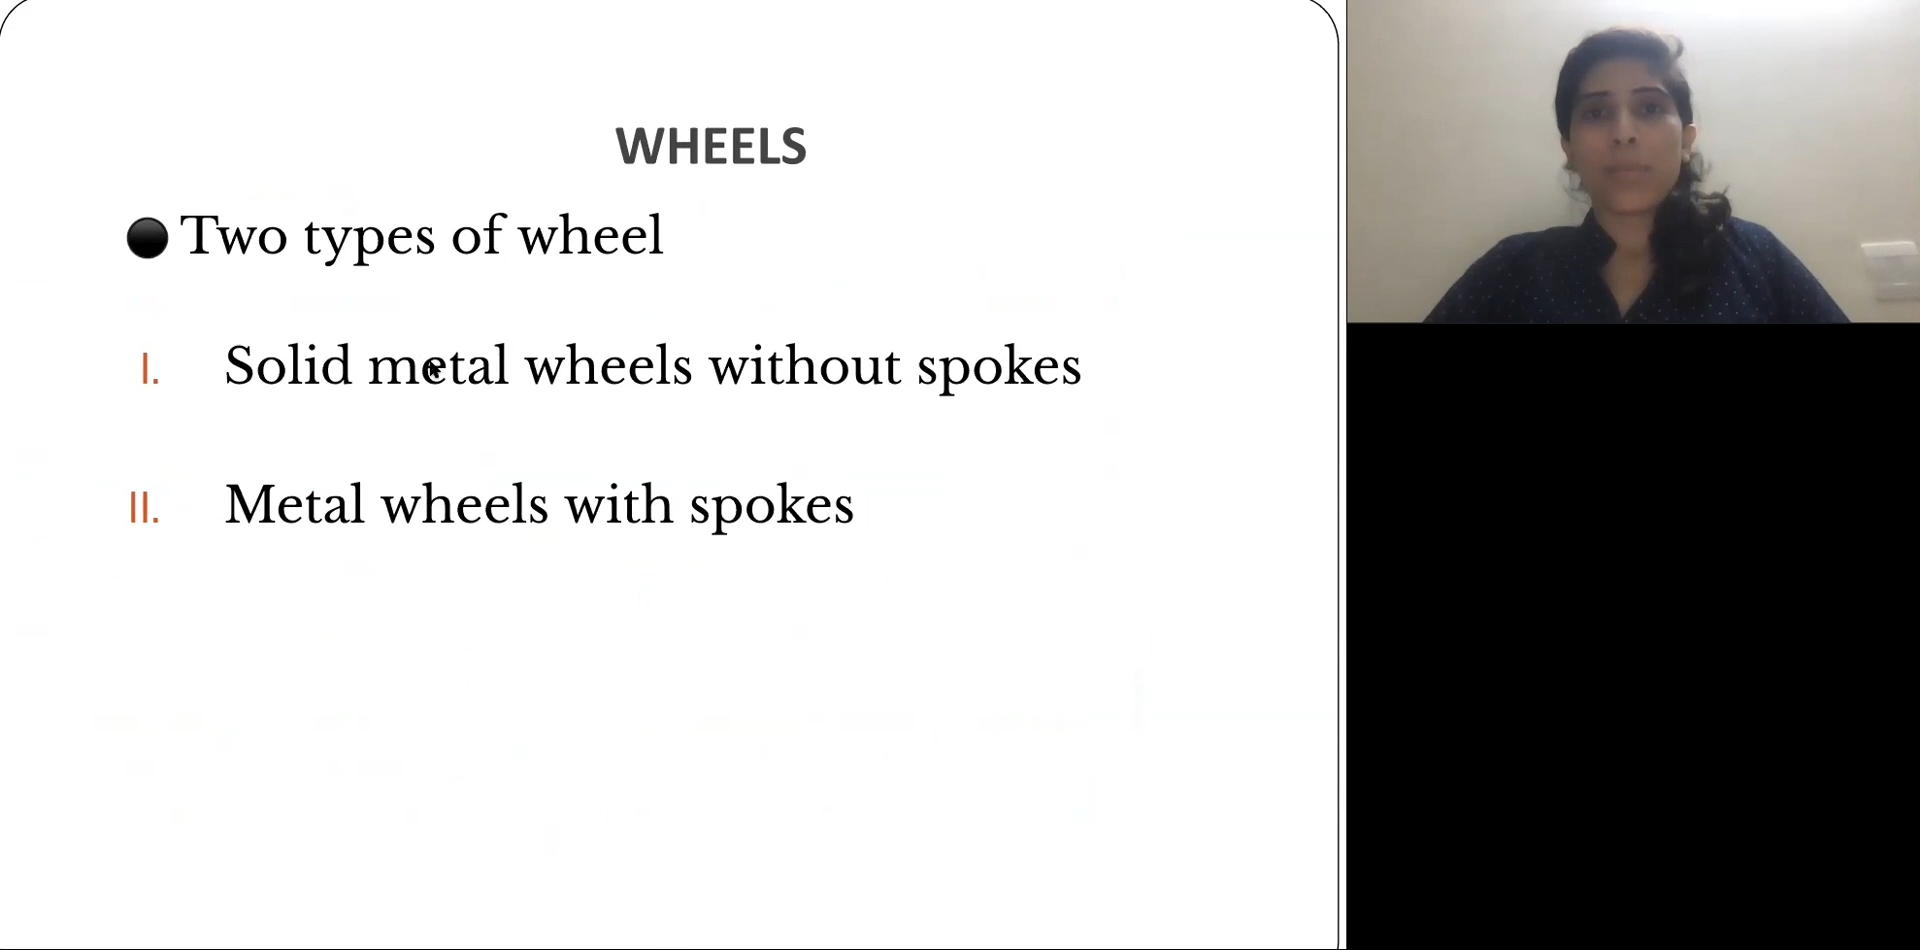 WHEELS
Two types of wheel
I. Solid metal wheels without spokes
II. Metal wheels with spokes